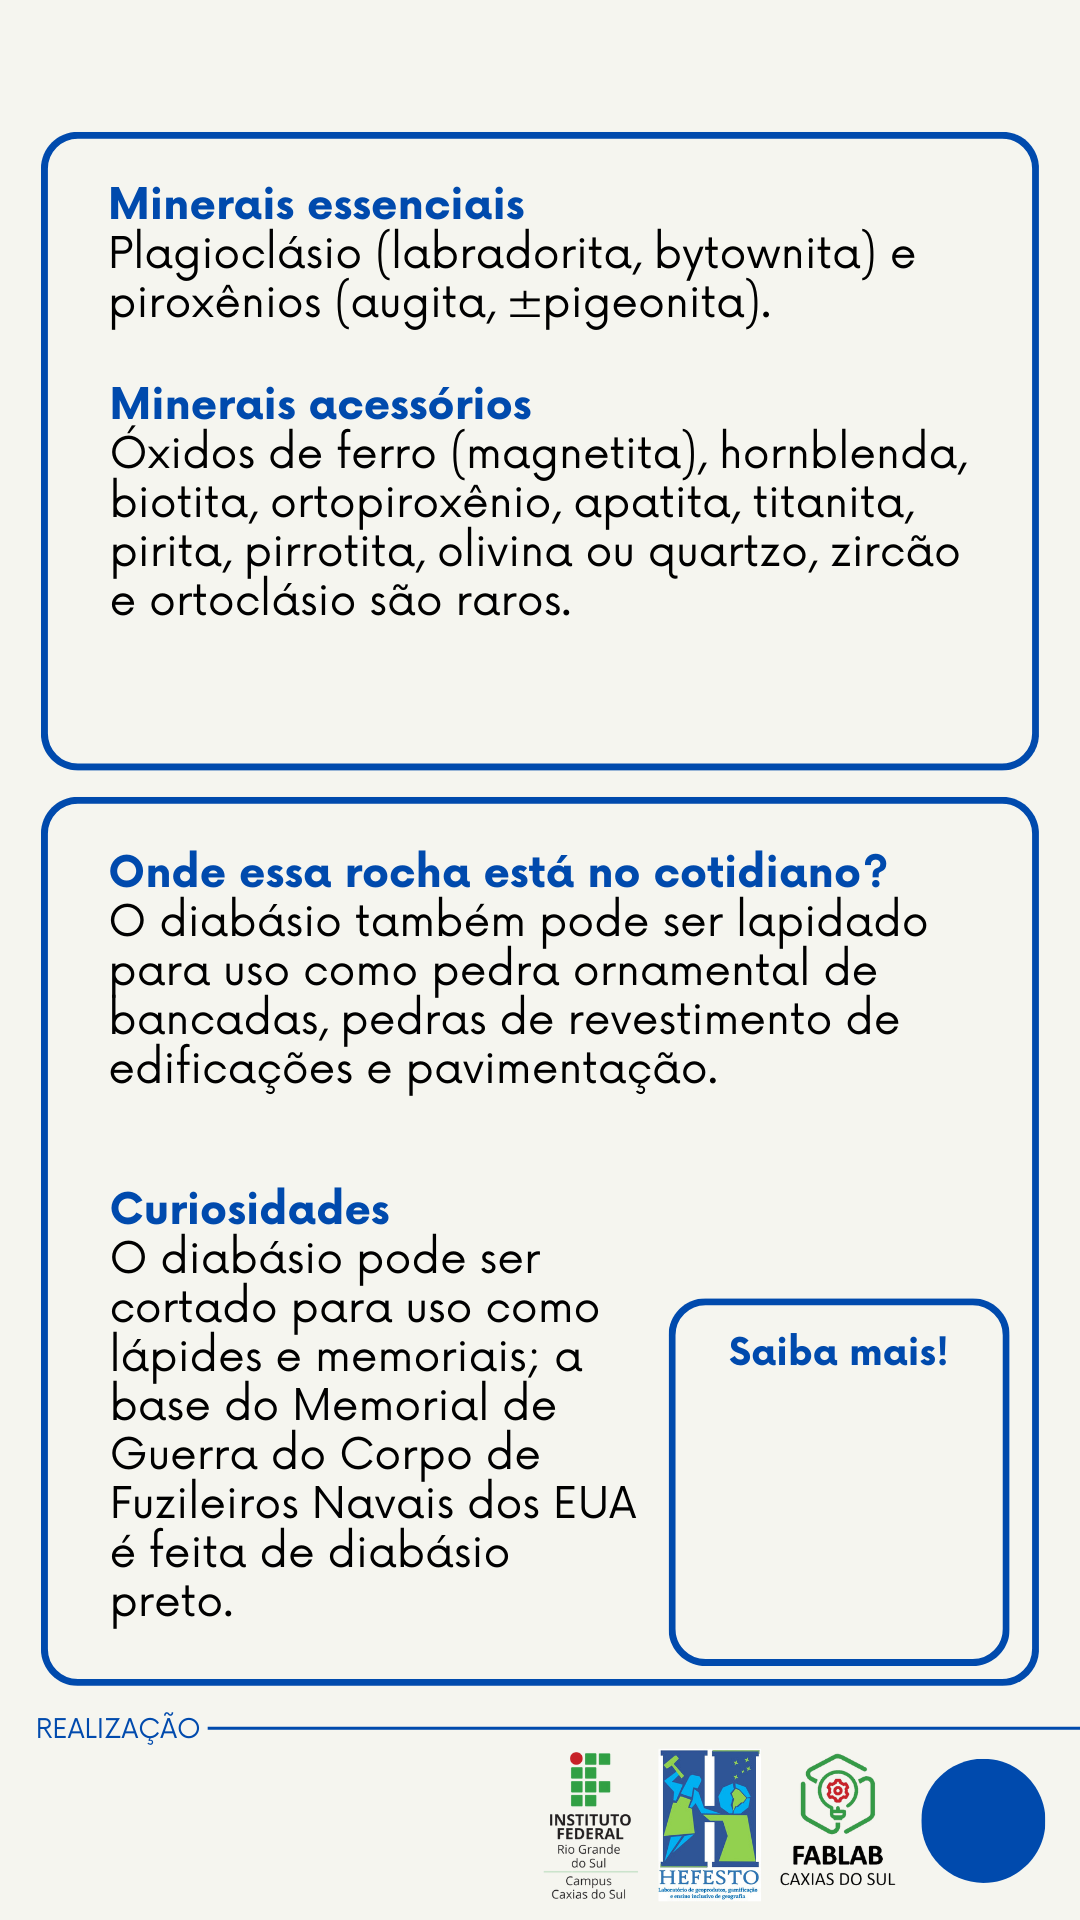 Minerais essenciais
Plagioclásio (labradorita, bytownita) e
piroxênios (augita, ±pigeonita).
Minerais acessórios
Óxidos de ferro (magnetita), hornblenda,
biotita, ortopiroxênio, apatita, titanita,
pirita, pirrotita, olivina ou quartzo, zircão
e ortoclásio são raros.
Onde essa rocha está no cotidiano?
O diabásio também pode ser lapidado
para uso como pedra ornamental de
bancadas, pedras de revestimento de
edificações e pavimentação.
Curiosidades
O diabásio pode ser
cortado para uso como
lápides e memoriais; a
base do Memorial de
Guerra do Corpo de
Fuzileiros Navais dos EUA
é feita de diabásio
preto.
Saiba mais!
REALIZAÇÃO
INSTITUTO
FEDERAL
Rio Grande
do Sul
Campus
Caxias do Sul
HEFESTO
Laboratório de geoprodutos, gamificação
e ensino inclusivo de geografia
FABLAB
CAXIAS DO SUL